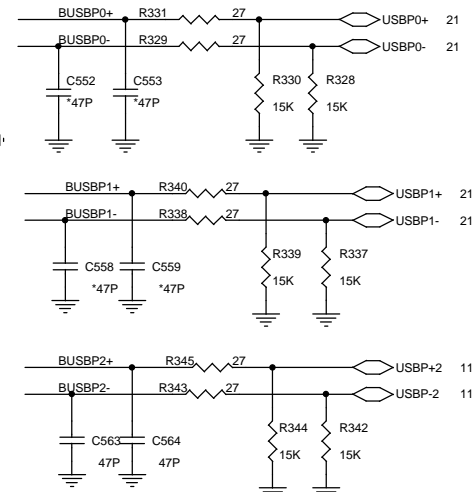 BUSBP0+ R331 27 USBP0+ 21
BUSBP0- R329 27 USBP0- 21
C552 C553 R330 R328
*47P *47P 15K 15K
BUSBP1+ R340 27 USBP1+ 21
BUSBP1- R338 27 USBP1- 21
R339 R337
C558 C559 15K 15K
*47P *47P
BUSBP2+ R345 27 USBP+2 11
BUSBP2- R343 27 USBP-2 11
R344 R342
C563 C564 15K 15K
47P 47P